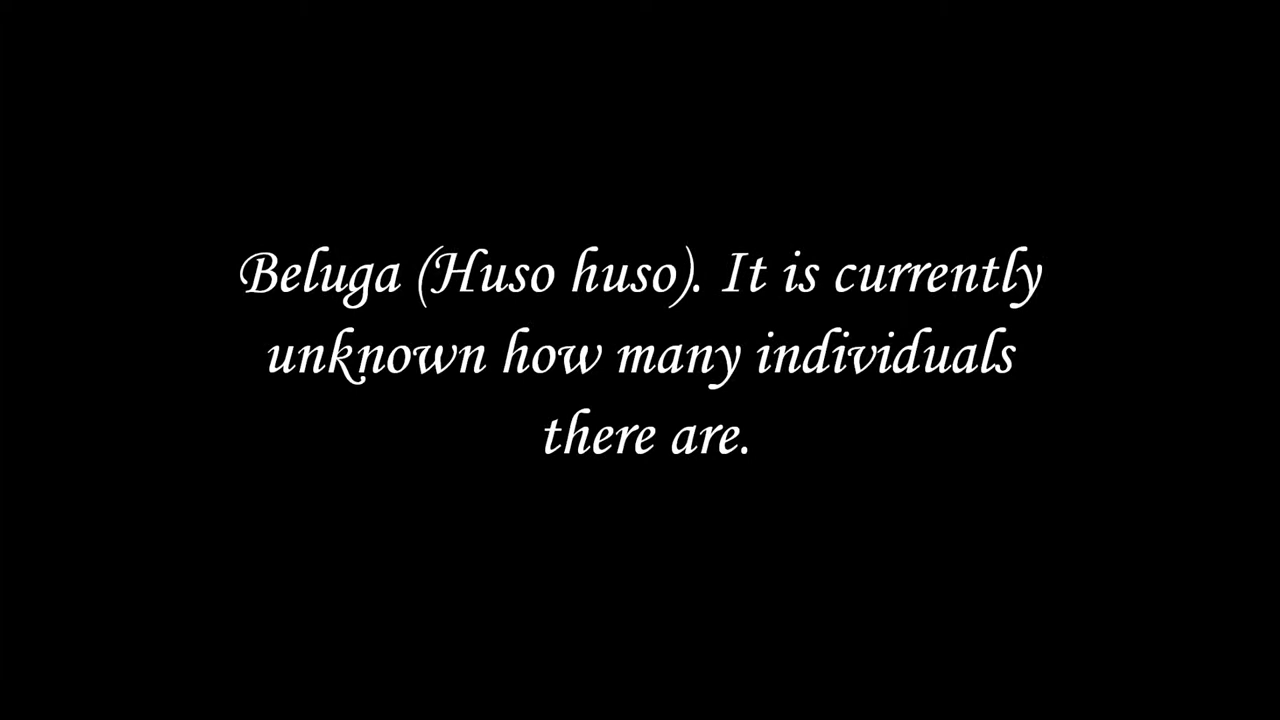 Beluga (Huso huso). It is currently
unknown how many individuals
there are.